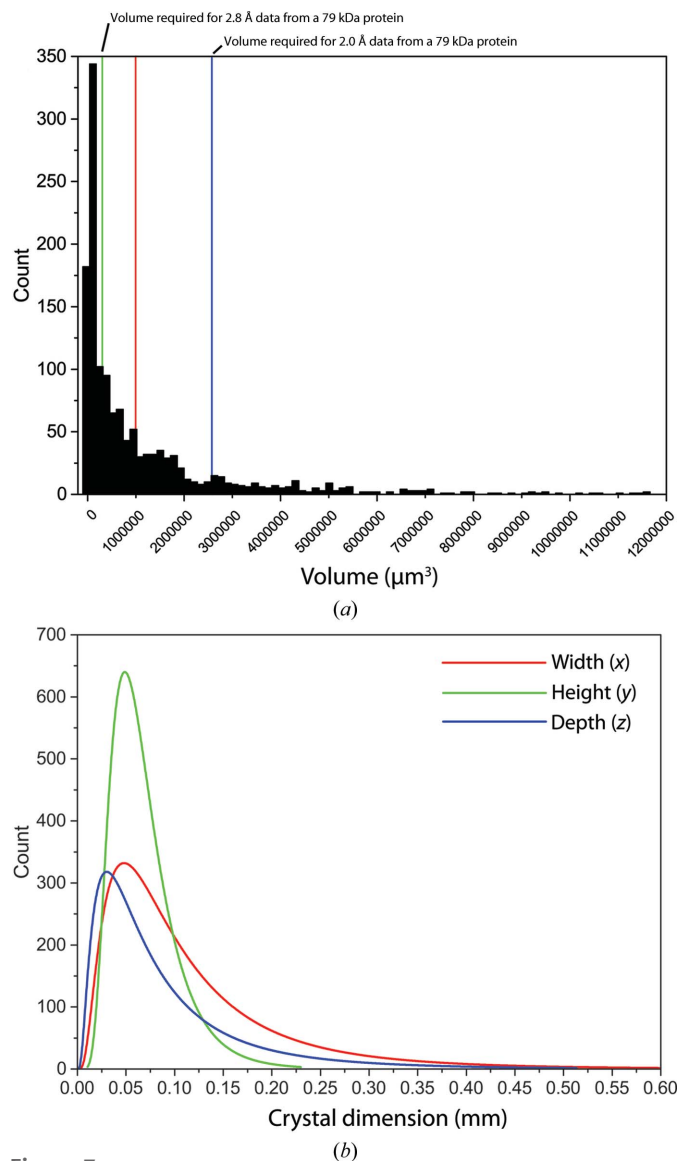 Volume required for 2.8 Å data from a 79 kDa protein
Volume required for 2.0 Å data from a 79 kDa protein
350
300
250
200
150
100
50
0
Count
0
1000000
2000000
3000000
4000000
5000000
6000000
7000000
8000000
9000000
10000000
11000000
12000000
Volume (μm³)
(a)
700
600
500
400
300
200
100
0
Count
Width (x)
Height (y)
Depth (z)
0.00 0.05 0.10 0.15 0.20 0.25 0.30 0.35 0.40 0.45 0.50 0.55 0.60
Crystal dimension (mm)
(b)